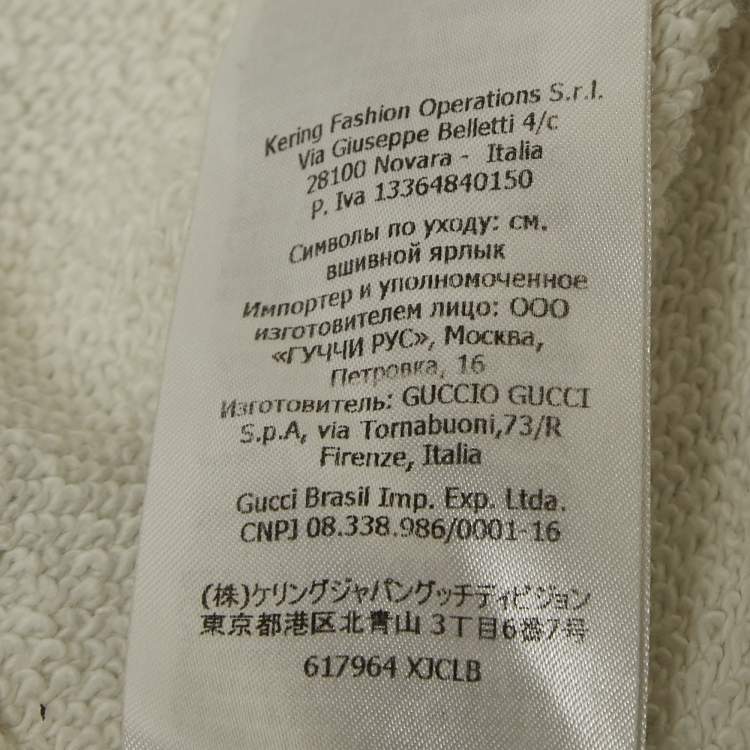 Kering Fashion Operations S.r.l.
Via Giuseppe Belletti 4/c
28100 Novara - Italia
P. Iva 13364840150
Символы по уходу: см.
вшивной ярлык
Импортер и уполномоченное
изготовителем лицо: ООО
«ГУЧЧИ РУС», Москва,
Петровка, 16
Изготовитель: GUCCIO GUCCI
S.p.A, via Tornabuoni,73/R
Firenze, Italia
Gucci Brasil Imp. Exp. Ltda.
CNPJ 08.338.986/0001-16
(株)ケリングジャパングッチディビジョン
東京都港区北青山 3丁目6番7号
617964 XJCLB